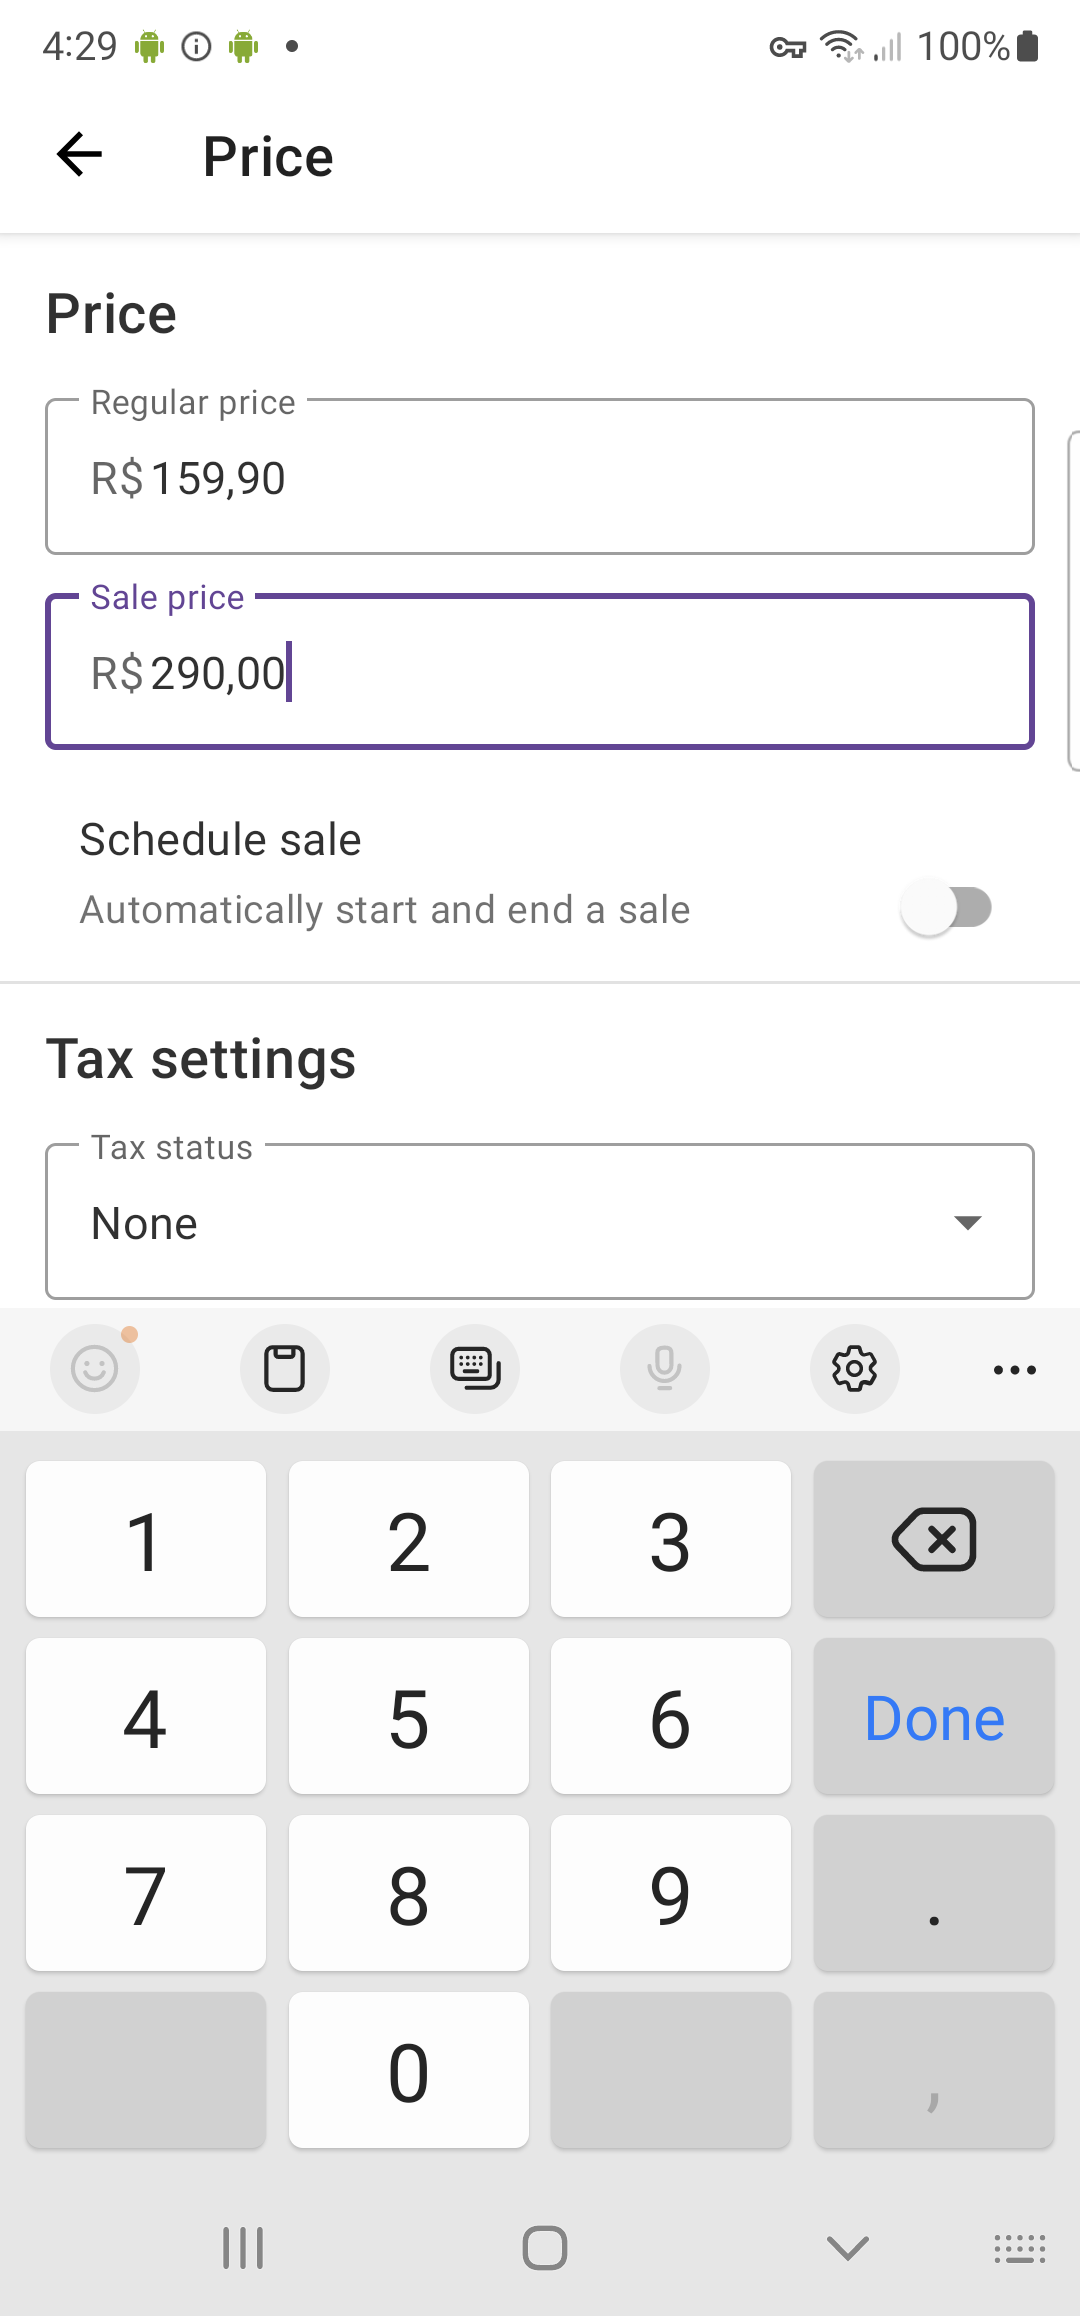 4:29
100%
Price
Price
Regular price
R$ 159,90
Sale price
R$ 290,00
Schedule sale
Automatically start and end a sale
Tax settings
Tax status
None
1 2 3
4 5 6 Done
7 8 9 .
0 ,